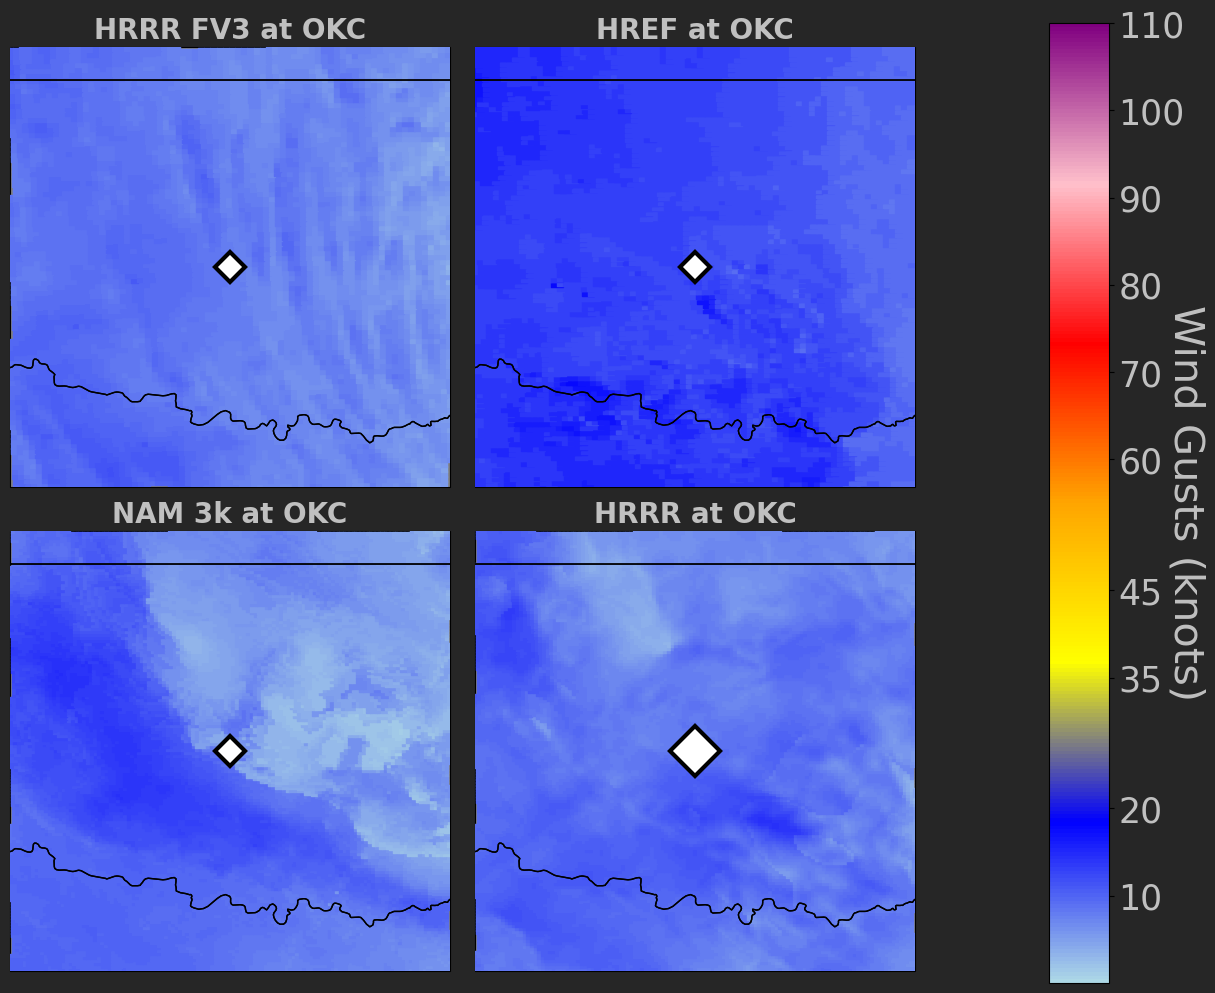 HRRR FV3 at OKC
HREF at OKC
NAM 3k at OKC
HRRR at OKC
110
100
90
80
70
60
45
35
20
10
Wind Gusts (knots)